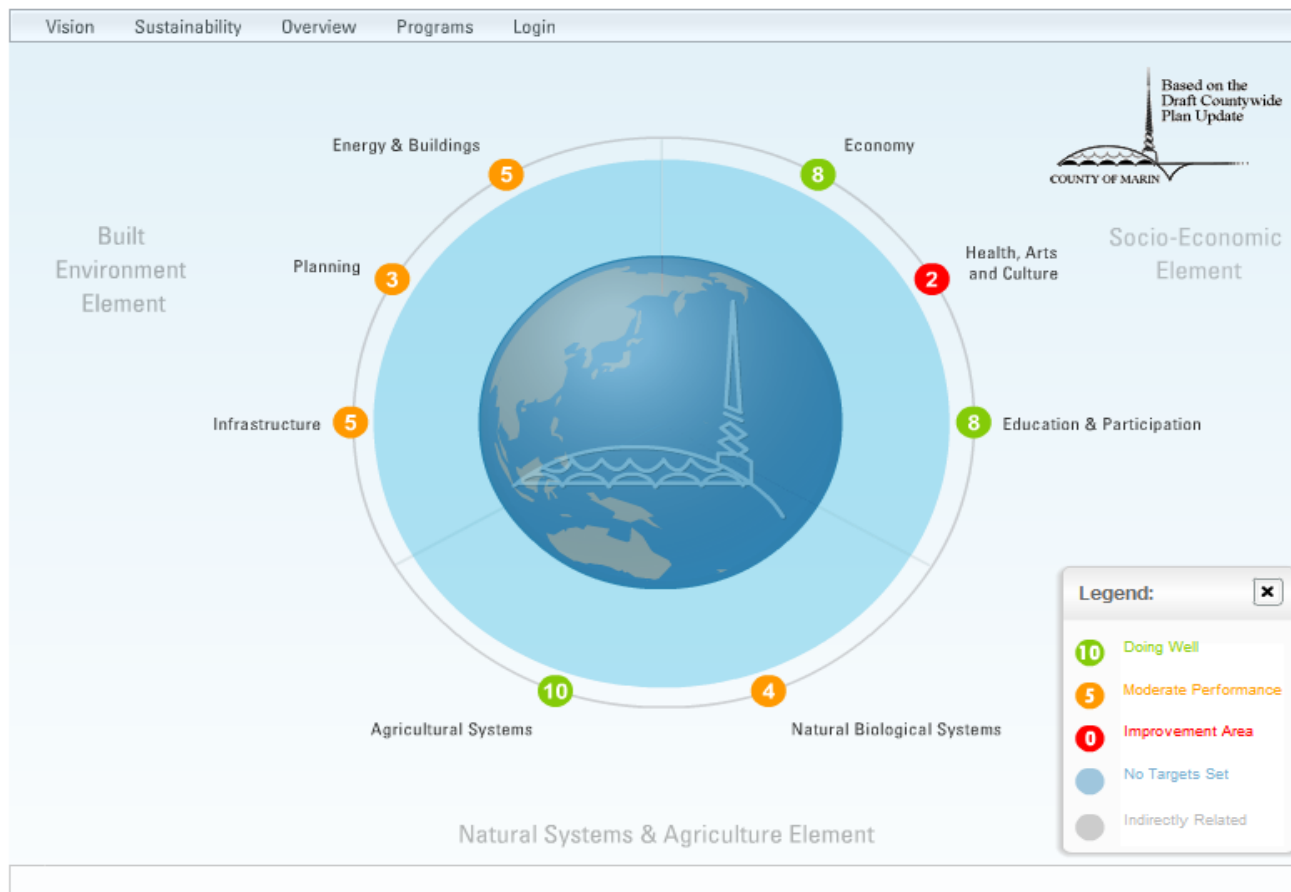 Vision Sustainability Overview Programs Login
Based on the
Draft Countywide
Plan Update
COUNTY OF MARIN
Energy & Buildings
5
8
Economy
Built
Environment
Element
Planning
3
2
Health, Arts
and Culture
Socio-Economic
Element
Infrastructure
5
8
Education & Participation
10
4
Agricultural Systems
Natural Biological Systems
Natural Systems & Agriculture Element
Legend:
10 Doing Well
5 Moderate Performance
0 Improvement Area
No Targets Set
Indirectly Related